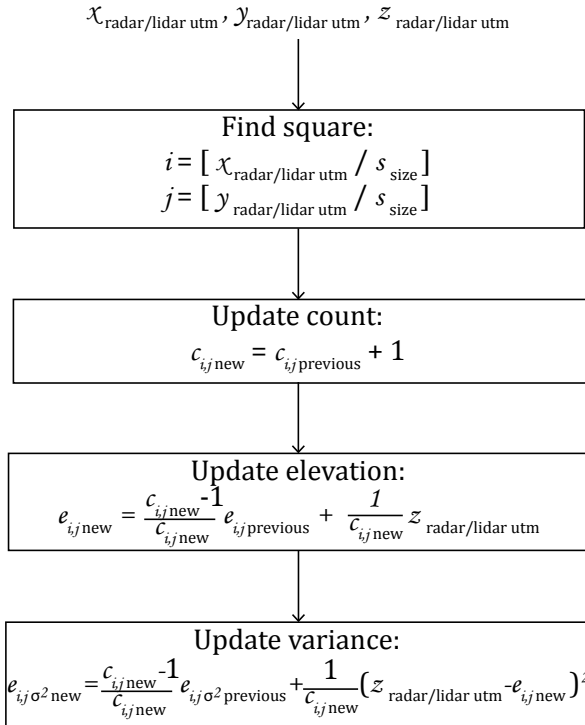 x radar/lidar utm, y radar/lidar utm, z radar/lidar utm
Find square:
i = [ x radar/lidar utm / s size ]
j = [ y radar/lidar utm / s size ]
Update count:
c i,j new = c i,j previous + 1
Update elevation:
e i,j new = (c i,j new -1)/(c i,j new) e i,j previous + 1/(c i,j new) z radar/lidar utm
Update variance:
e i,j σ² new = (c i,j new -1)/(c i,j new) e i,j σ² previous + 1/(c i,j new) (z radar/lidar utm - e i,j new)²